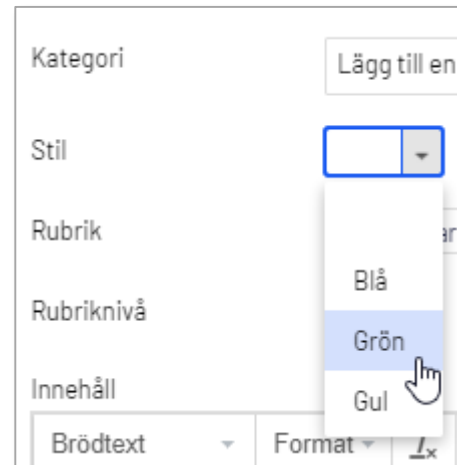 Kategori
Lägg till en
Stil
Rubrik
Blå
Rubriknivå
Grön
Innehåll
Gul
Brödtext
Format